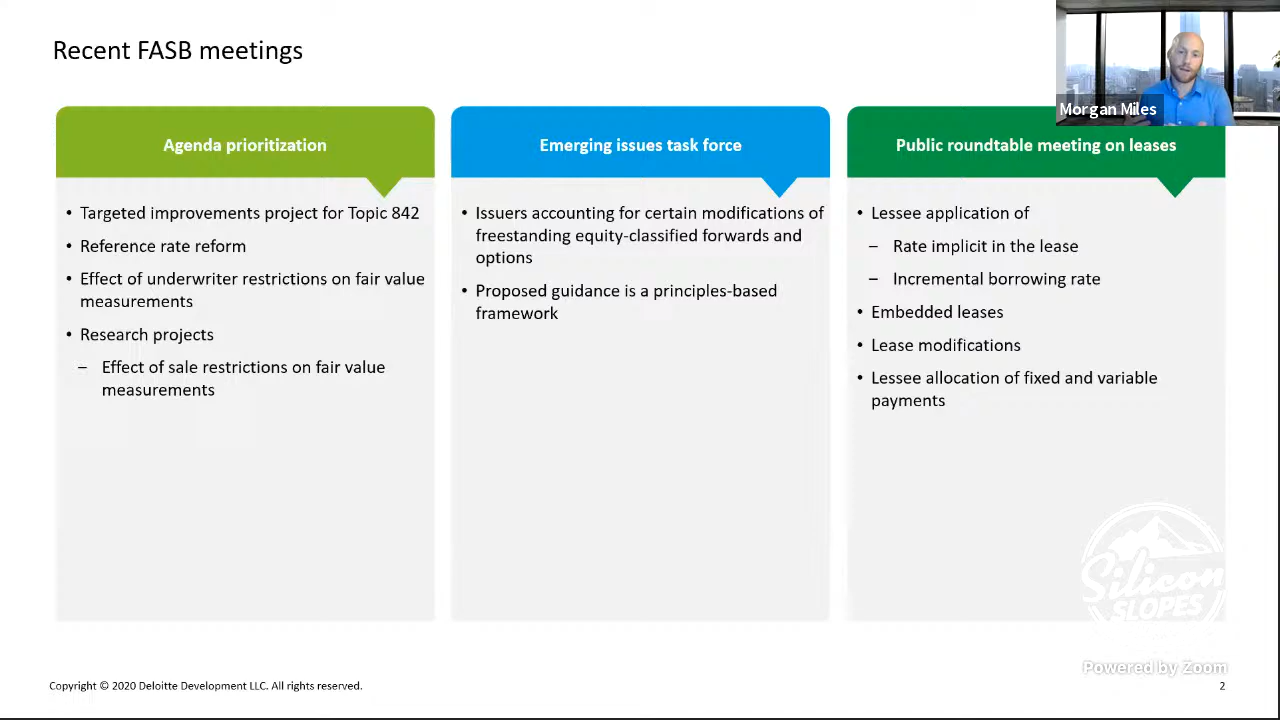 Recent FASB meetings
Morgan Miles
Agenda prioritization
• Targeted improvements project for Topic 842
• Reference rate reform
• Effect of underwriter restrictions on fair value
measurements
• Research projects
– Effect of sale restrictions on fair value
measurements
Emerging issues task force
• Issuers accounting for certain modifications of
freestanding equity-classified forwards and
options
• Proposed guidance is a principles-based
framework
Public roundtable meeting on leases
• Lessee application of
– Rate implicit in the lease
– Incremental borrowing rate
• Embedded leases
• Lease modifications
• Lessee allocation of fixed and variable
payments
Silicon
SLOPES
Powered by Zoom
Copyright © 2020 Deloitte Development LLC. All rights reserved.
2